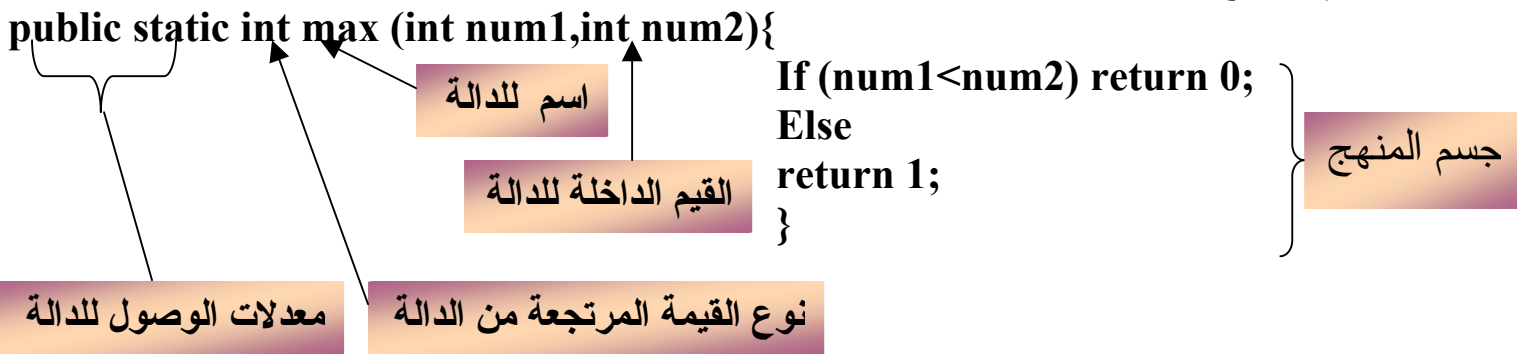 public static int max (int num1,int num2){
If (num1<num2) return 0;
Else
return 1;
}
اسم للدالة
القيم الداخلة للدالة
جسم المنهج
معدلات الوصول للدالة
نوع القيمة المرتجعة من الدالة